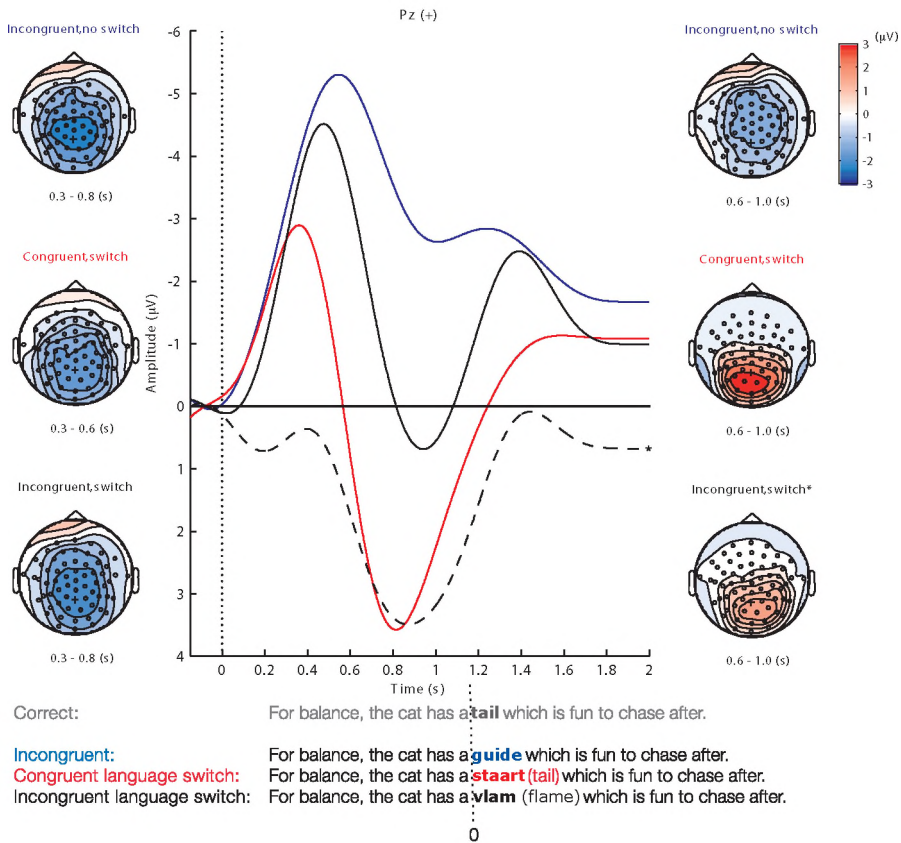 Pz (+)
Incongruent,no switch
0.3 - 0.8 (s)
Congruent,switch
0.3 - 0.6 (s)
Incongruent,switch
0.3 - 0.8 (s)
Amplitude (µV)
-6
-5
-4
-3
-2
-1
0
1
2
3
4
*
0 0.2 0.4 0.6 0.8 1 1.2 1.4 1.6 1.8 2
Time (s)
Incongruent,no switch
0.6 - 1.0 (s)
(µV)
3
2
1
0
-1
-2
-3
Congruent,switch
0.6 - 1.0 (s)
Incongruent,switch*
0.6 - 1.0 (s)
Correct: For balance, the cat has a tail which is fun to chase after.
Incongruent: For balance, the cat has a guide which is fun to chase after.
Congruent language switch: For balance, the cat has a staart (tail) which is fun to chase after.
Incongruent language switch: For balance, the cat has a vlam (flame) which is fun to chase after.
0